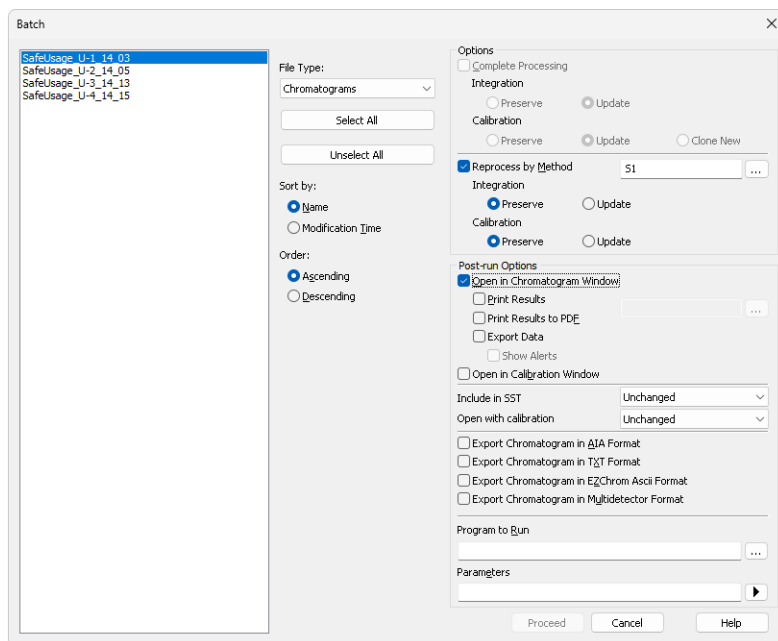 Batch
SafeUsage_U-1_14_03
SafeUsage_U-2_14_05
SafeUsage_U-3_14_13
SafeUsage_U-4_14_15
File Type:
Chromatograms
Select All
Unselect All
Sort by:
Name
Modification Time
Order:
Ascending
Descending
Options
Complete Processing
Integration
Preserve Update
Calibration
Preserve Update Clone New
Reprocess by Method S1 ...
Integration
Preserve Update
Calibration
Preserve Update
Post-run Options
Open in Chromatogram Window
Print Results
Print Results to PDF ...
Export Data
Show Alerts
Open in Calibration Window
Include in SST Unchanged
Open with calibration Unchanged
Export Chromatogram in AIA Format
Export Chromatogram in TXT Format
Export Chromatogram in EZChrom Ascii Format
Export Chromatogram in Multidetector Format
Program to Run
...
Parameters
Proceed Cancel Help